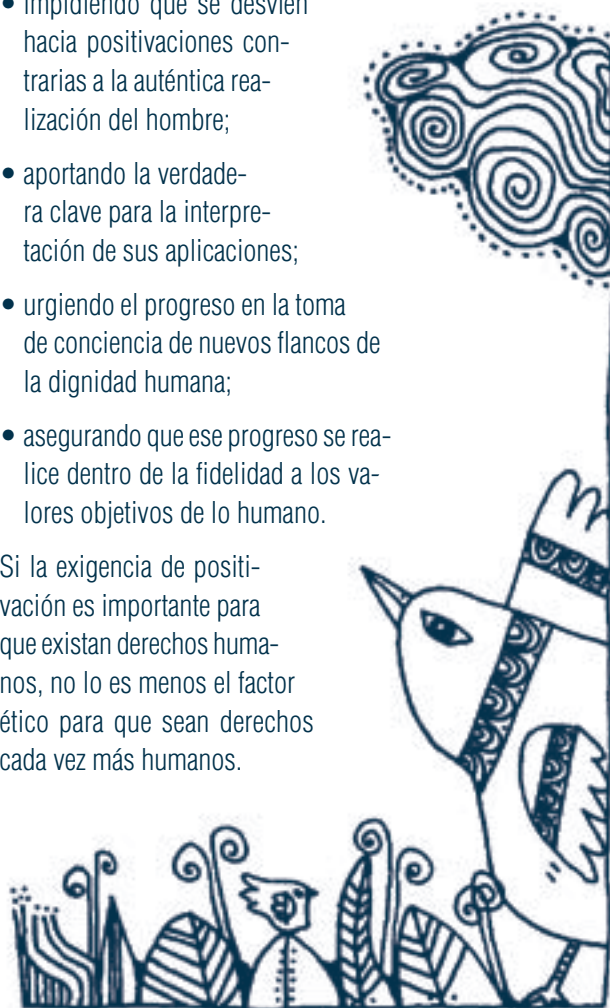 • impidiendo que se desvíen
hacia positivaciones con-
trarias a la auténtica rea-
lización del hombre;
• aportando la verdade-
ra clave para la interpre-
tación de sus aplicaciones;
• urgiendo el progreso en la toma
de conciencia de nuevos flancos de
la dignidad humana;
• asegurando que ese progreso se rea-
lice dentro de la fidelidad a los va-
lores objetivos de lo humano.
Si la exigencia de positi-
vación es importante para
que existan derechos huma-
nos, no lo es menos el factor
ético para que sean derechos
cada vez más humanos.